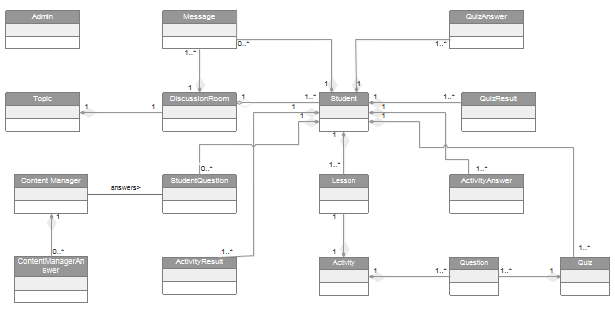 Admin
Message
QuizAnswer
0..*
1..*
1..*
1
1
1
Topic
DiscussionRoom
Student
QuizResult
1
1
1
1..*
1
1..*
1
1
1
1
0..*
1..*
1..*
Content Manager
answers>
StudentQuestion
Lesson
ActivityAnswer
1
1
0..*
1..*
1
1..*
ContentManagerAn
swer
ActivityResult
Activity
Question
Quiz
1
1..*
1..*
1